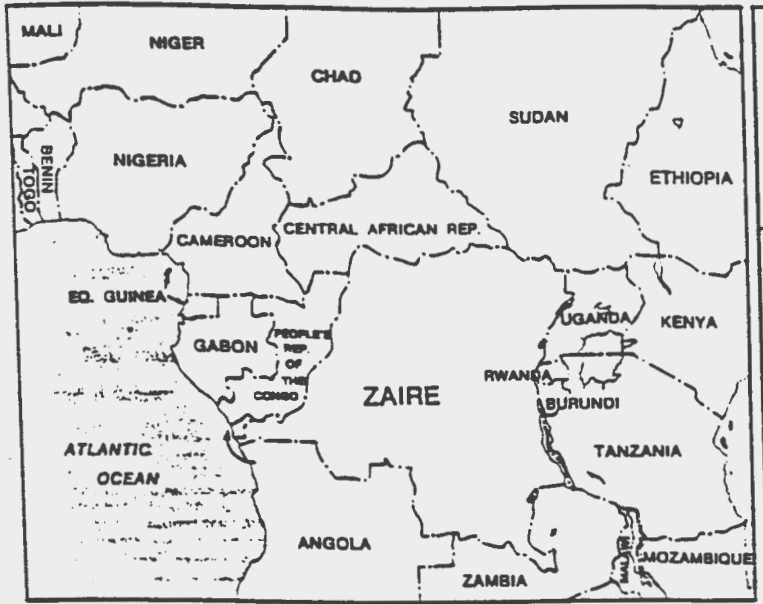 MALI
NIGER
CHAD
SUDAN
NIGERIA
BENIN
TOGO
ETHIOPIA
CAMEROON
CENTRAL AFRICAN REP.
EQ. GUINEA
GABON
PEOPLE'S
REP.
OF
THE
CONGO
UGANDA
KENYA
ZAIRE
RWANDA
BURUNDI
TANZANIA
ATLANTIC
OCEAN
ANGOLA
ZAMBIA
MALAWI
MOZAMBIQUE